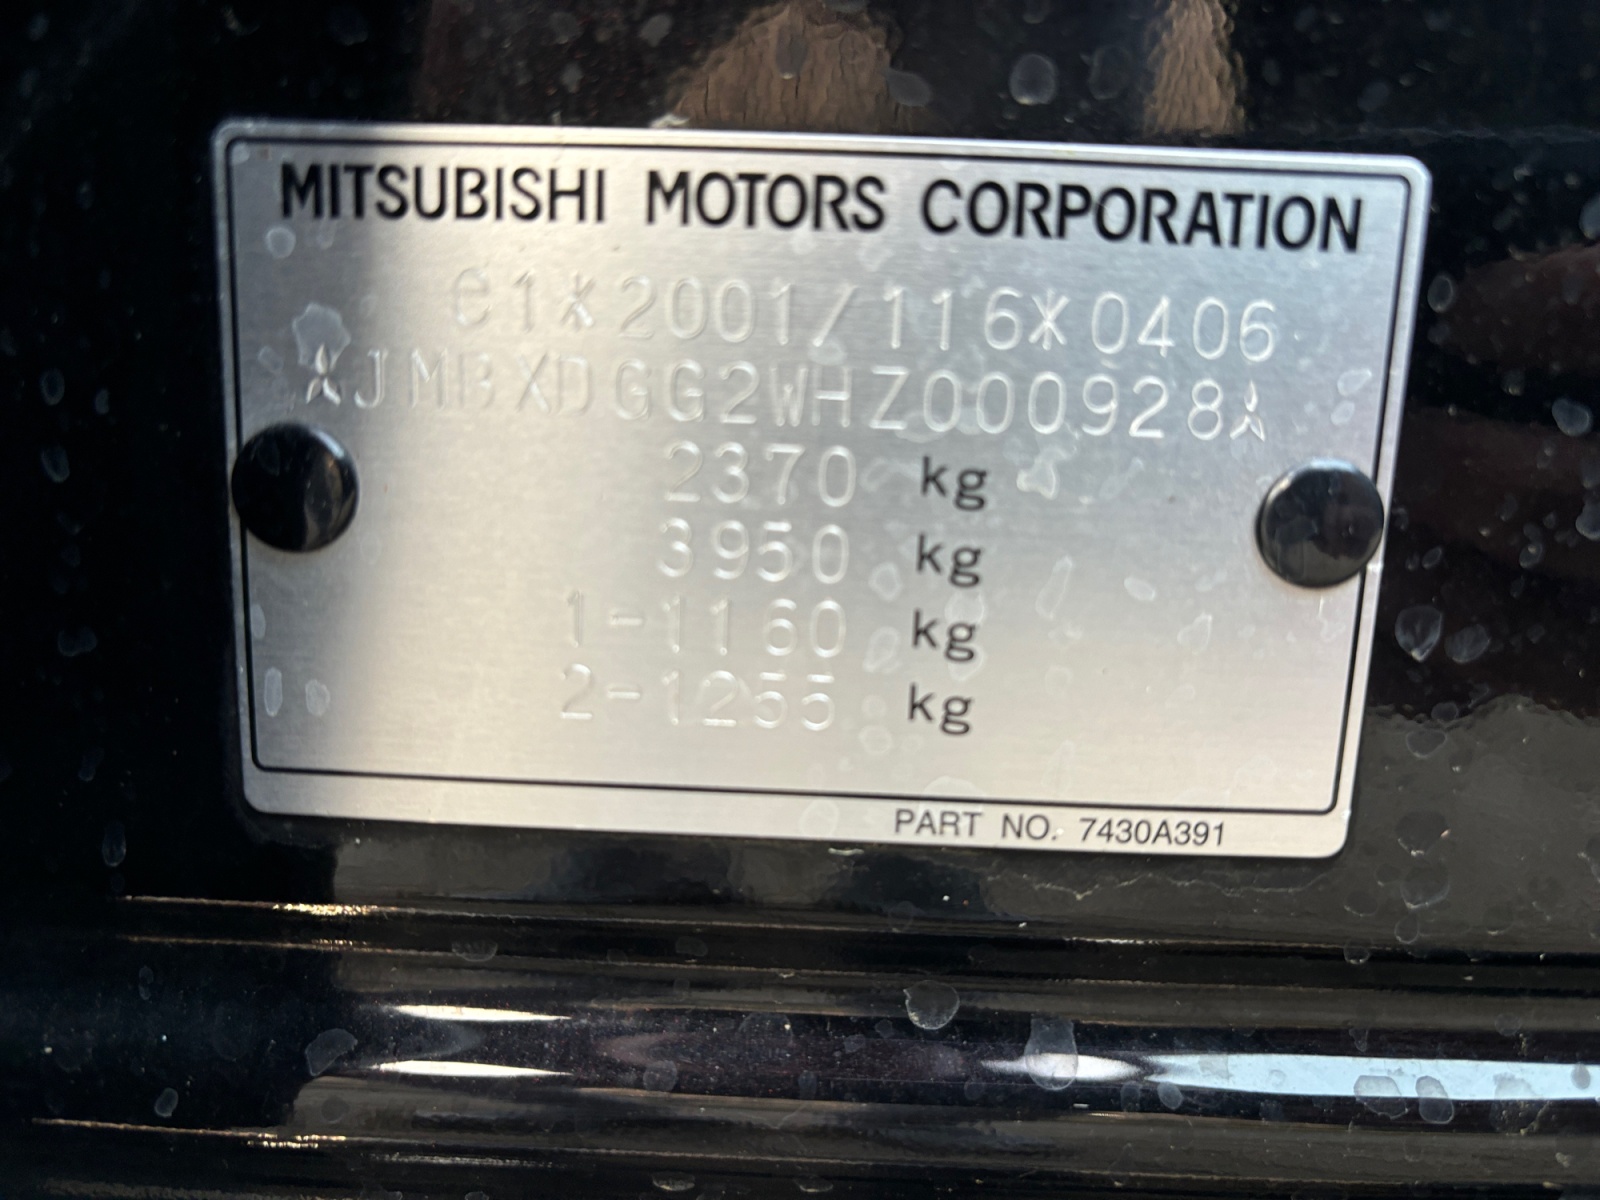 MITSUBISHI MOTORS CORPORATION
e1*2001/116*0406
JMBXDGG2WHZ000928
2370 kg
3950 kg
1-1160 kg
2-1255 kg
PART NO. 7430A391